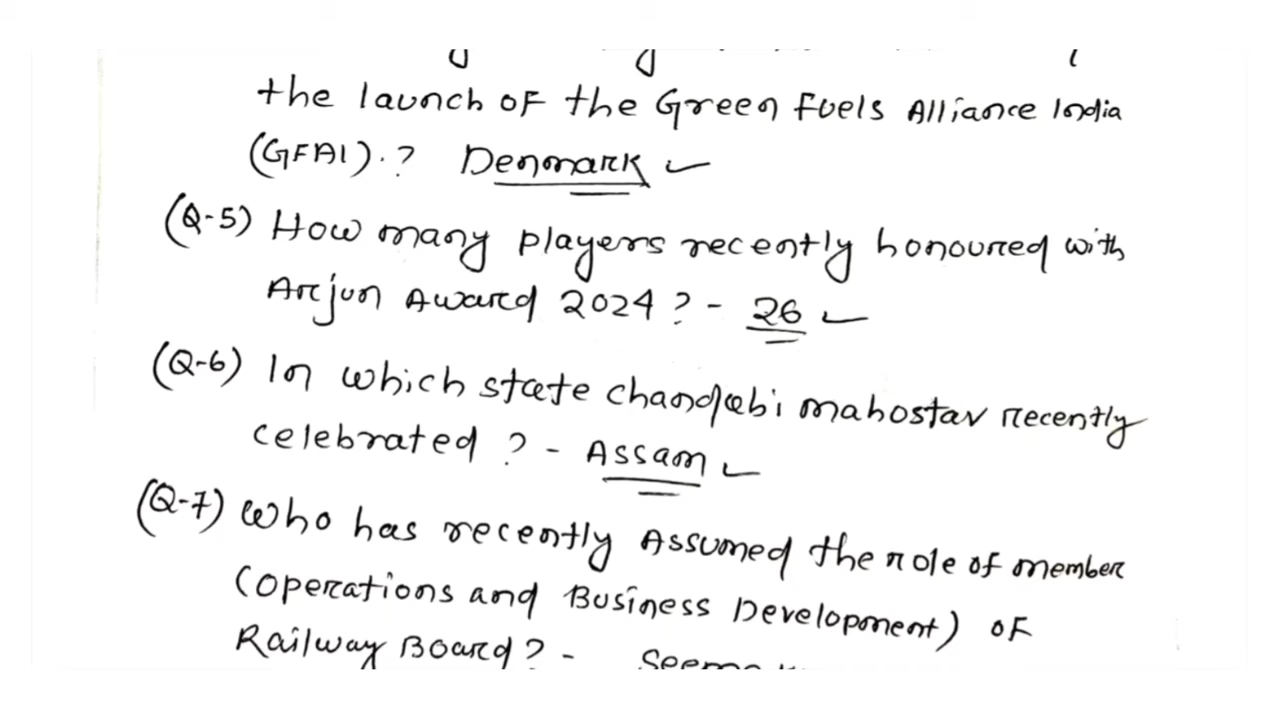 the launch of the Green Fuels Alliance India
(GFAI).? Denmark
(Q-5) How many players recently honoured with
Arjun Award 2024? - 26
(Q-6) In which state chandubi mahostav recently
celebrated? - Assam
(Q-7) Who has recently Assumed the role of member
(operations and Business Development) of
Railway Board? -